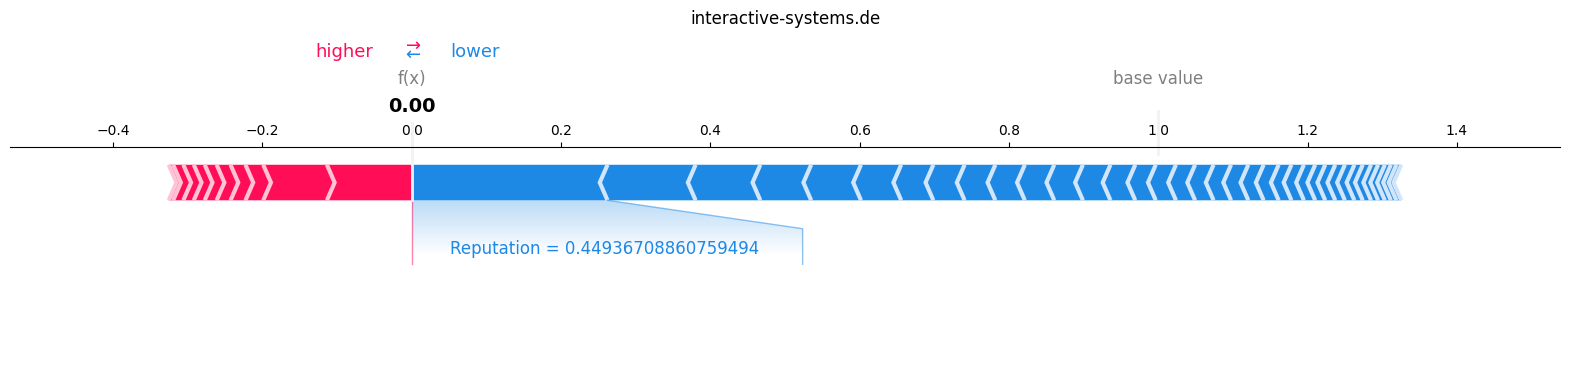 interactive-systems.de
higher ⇄ lower
f(x) base value
0.00
−0.4 −0.2 0.0 0.2 0.4 0.6 0.8 1.0 1.2 1.4
Reputation = 0.44936708860759494